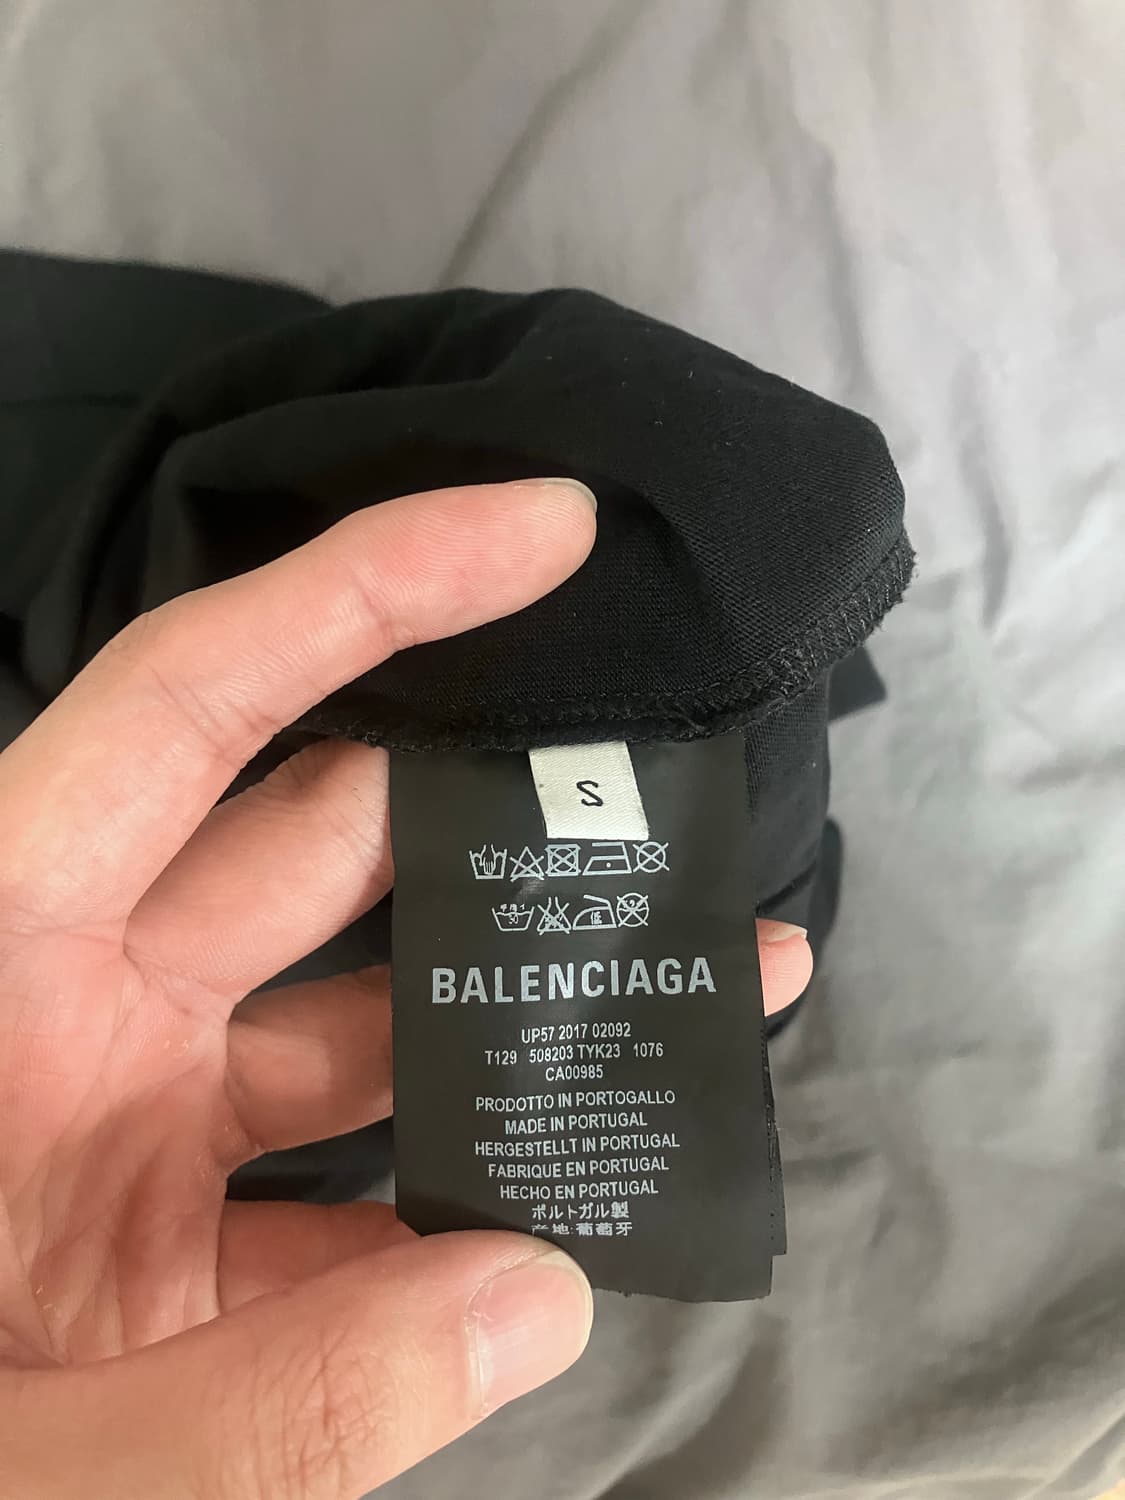 S
BALENCIAGA
UP57 2017 02092
T129 508203 TYK23 1076
CA00985
PRODOTTO IN PORTOGALLO
MADE IN PORTUGAL
HERGESTELLT IN PORTUGAL
FABRIQUE EN PORTUGAL
HECHO EN PORTUGAL
ポルトガル製
产地:葡萄牙